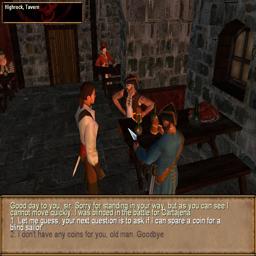 Highrock, Tavern
Good day to you, sir. Sorry for standing in your way, but as you can see I
cannot move quickly. I was blinded in the battle for Cartajena.
1. Let me guess, your next question is to ask if I can spare a coin for a
blind sailor.
2. I don't have any coins for you, old man. Goodbye